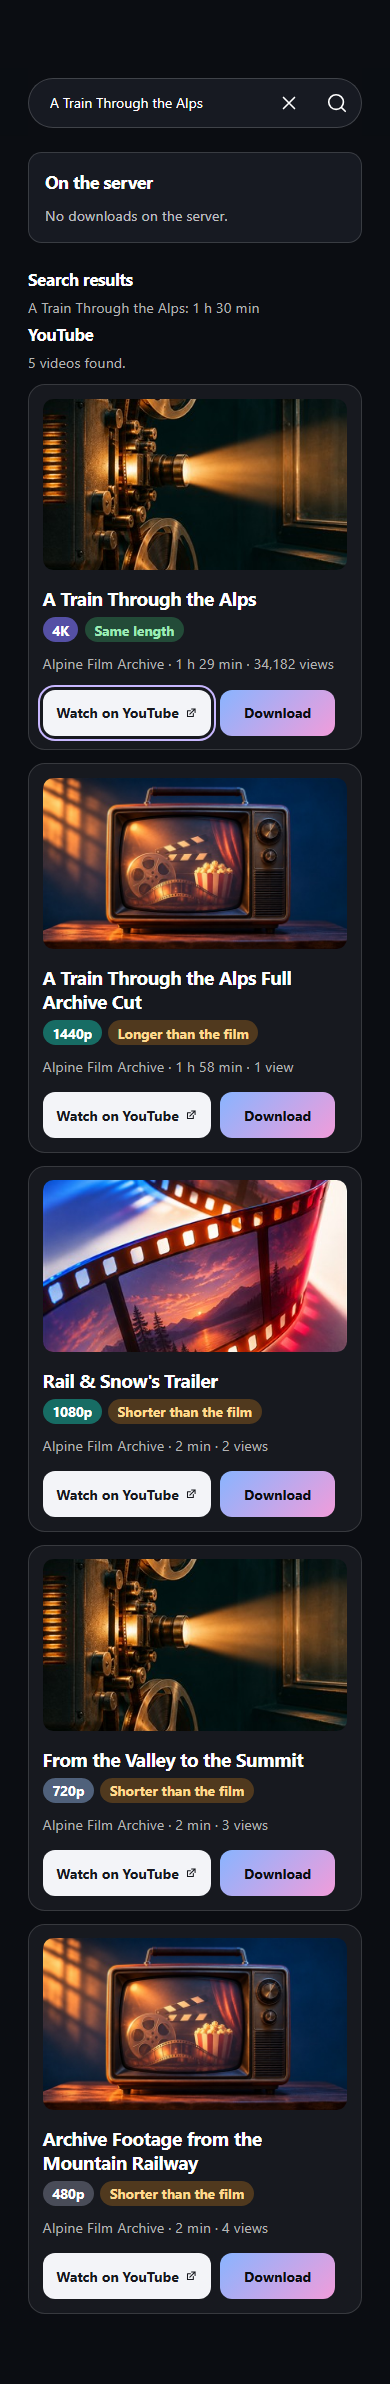 A Train Through the Alps
On the server
No downloads on the server.
Search results
A Train Through the Alps: 1 h 30 min
YouTube
5 videos found.
A Train Through the Alps
4K Same length
Alpine Film Archive · 1 h 29 min · 34,182 views
Watch on YouTube Download
A Train Through the Alps Full
Archive Cut
1440p Longer than the film
Alpine Film Archive · 1 h 58 min · 1 view
Watch on YouTube Download
Rail & Snow's Trailer
1080p Shorter than the film
Alpine Film Archive · 2 min · 2 views
Watch on YouTube Download
From the Valley to the Summit
720p Shorter than the film
Alpine Film Archive · 2 min · 3 views
Watch on YouTube Download
Archive Footage from the
Mountain Railway
480p Shorter than the film
Alpine Film Archive · 2 min · 4 views
Watch on YouTube Download